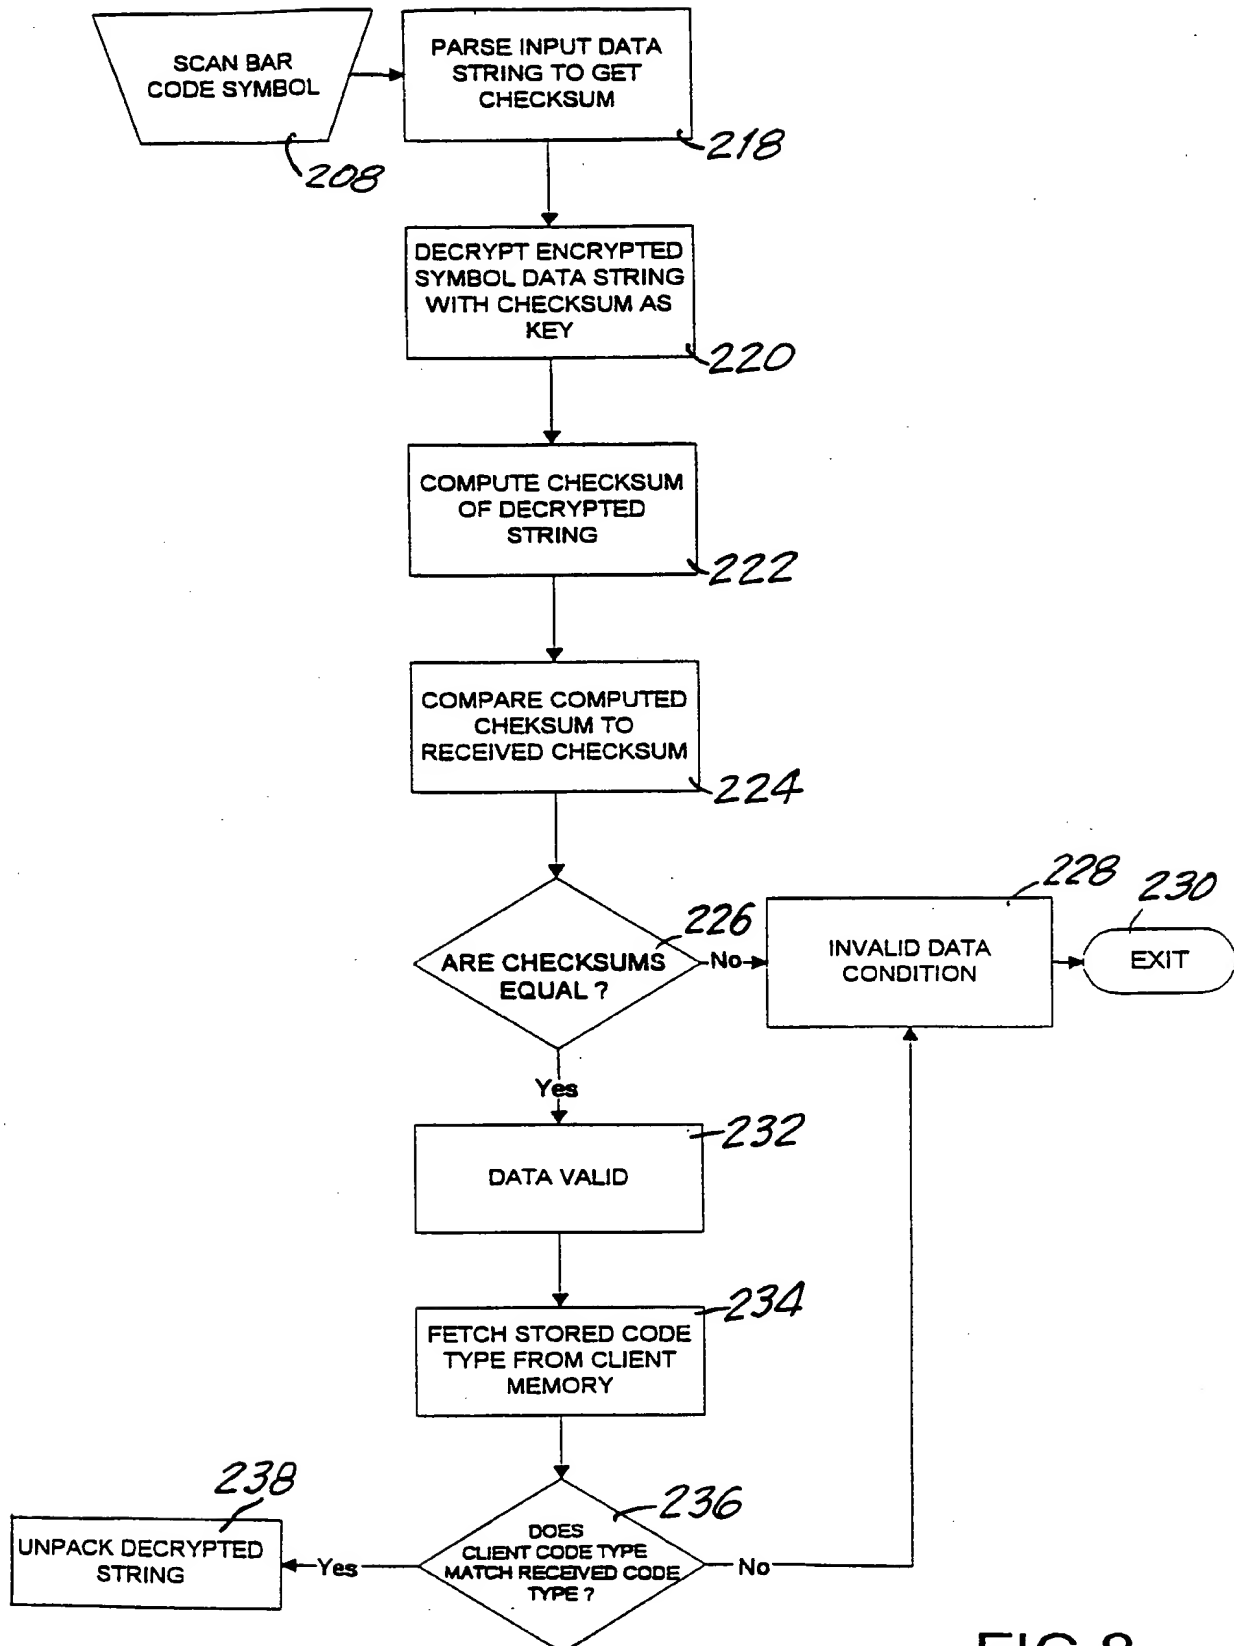 SCAN BAR
CODE SYMBOL
208
PARSE INPUT DATA
STRING TO GET
CHECKSUM
218
DECRYPT ENCRYPTED
SYMBOL DATA STRING
WITH CHECKSUM AS
KEY
220
COMPUTE CHECKSUM
OF DECRYPTED
STRING
222
COMPARE COMPUTED
CHEKSUM TO
RECEIVED CHECKSUM
224
226
ARE CHECKSUMS
EQUAL ?
No
228
INVALID DATA
CONDITION
230
EXIT
Yes
232
DATA VALID
234
FETCH STORED CODE
TYPE FROM CLIENT
MEMORY
236
DOES
CLIENT CODE TYPE
MATCH RECEIVED CODE
TYPE ?
No
Yes
238
UNPACK DECRYPTED
STRING
FIG 8